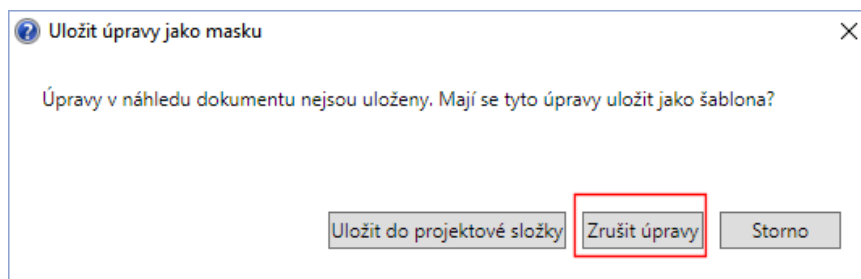 Uložit úpravy jako masku
Úpravy v náhledu dokumentu nejsou uloženy. Mají se tyto úpravy uložit jako šablona?
Uložit do projektové složky Zrušit úpravy Storno